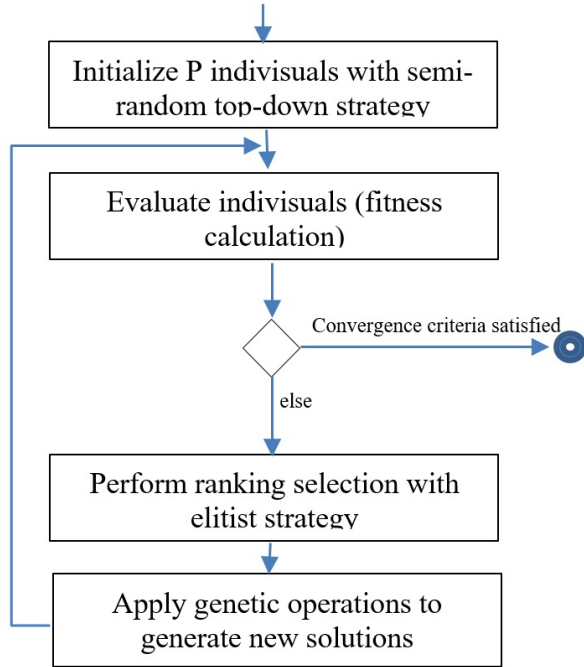 Initialize P indivisuals with semi-
random top-down strategy
Evaluate indivisuals (fitness
calculation)
Convergence criteria satisfied
else
Perform ranking selection with
elitist strategy
Apply genetic operations to
generate new solutions